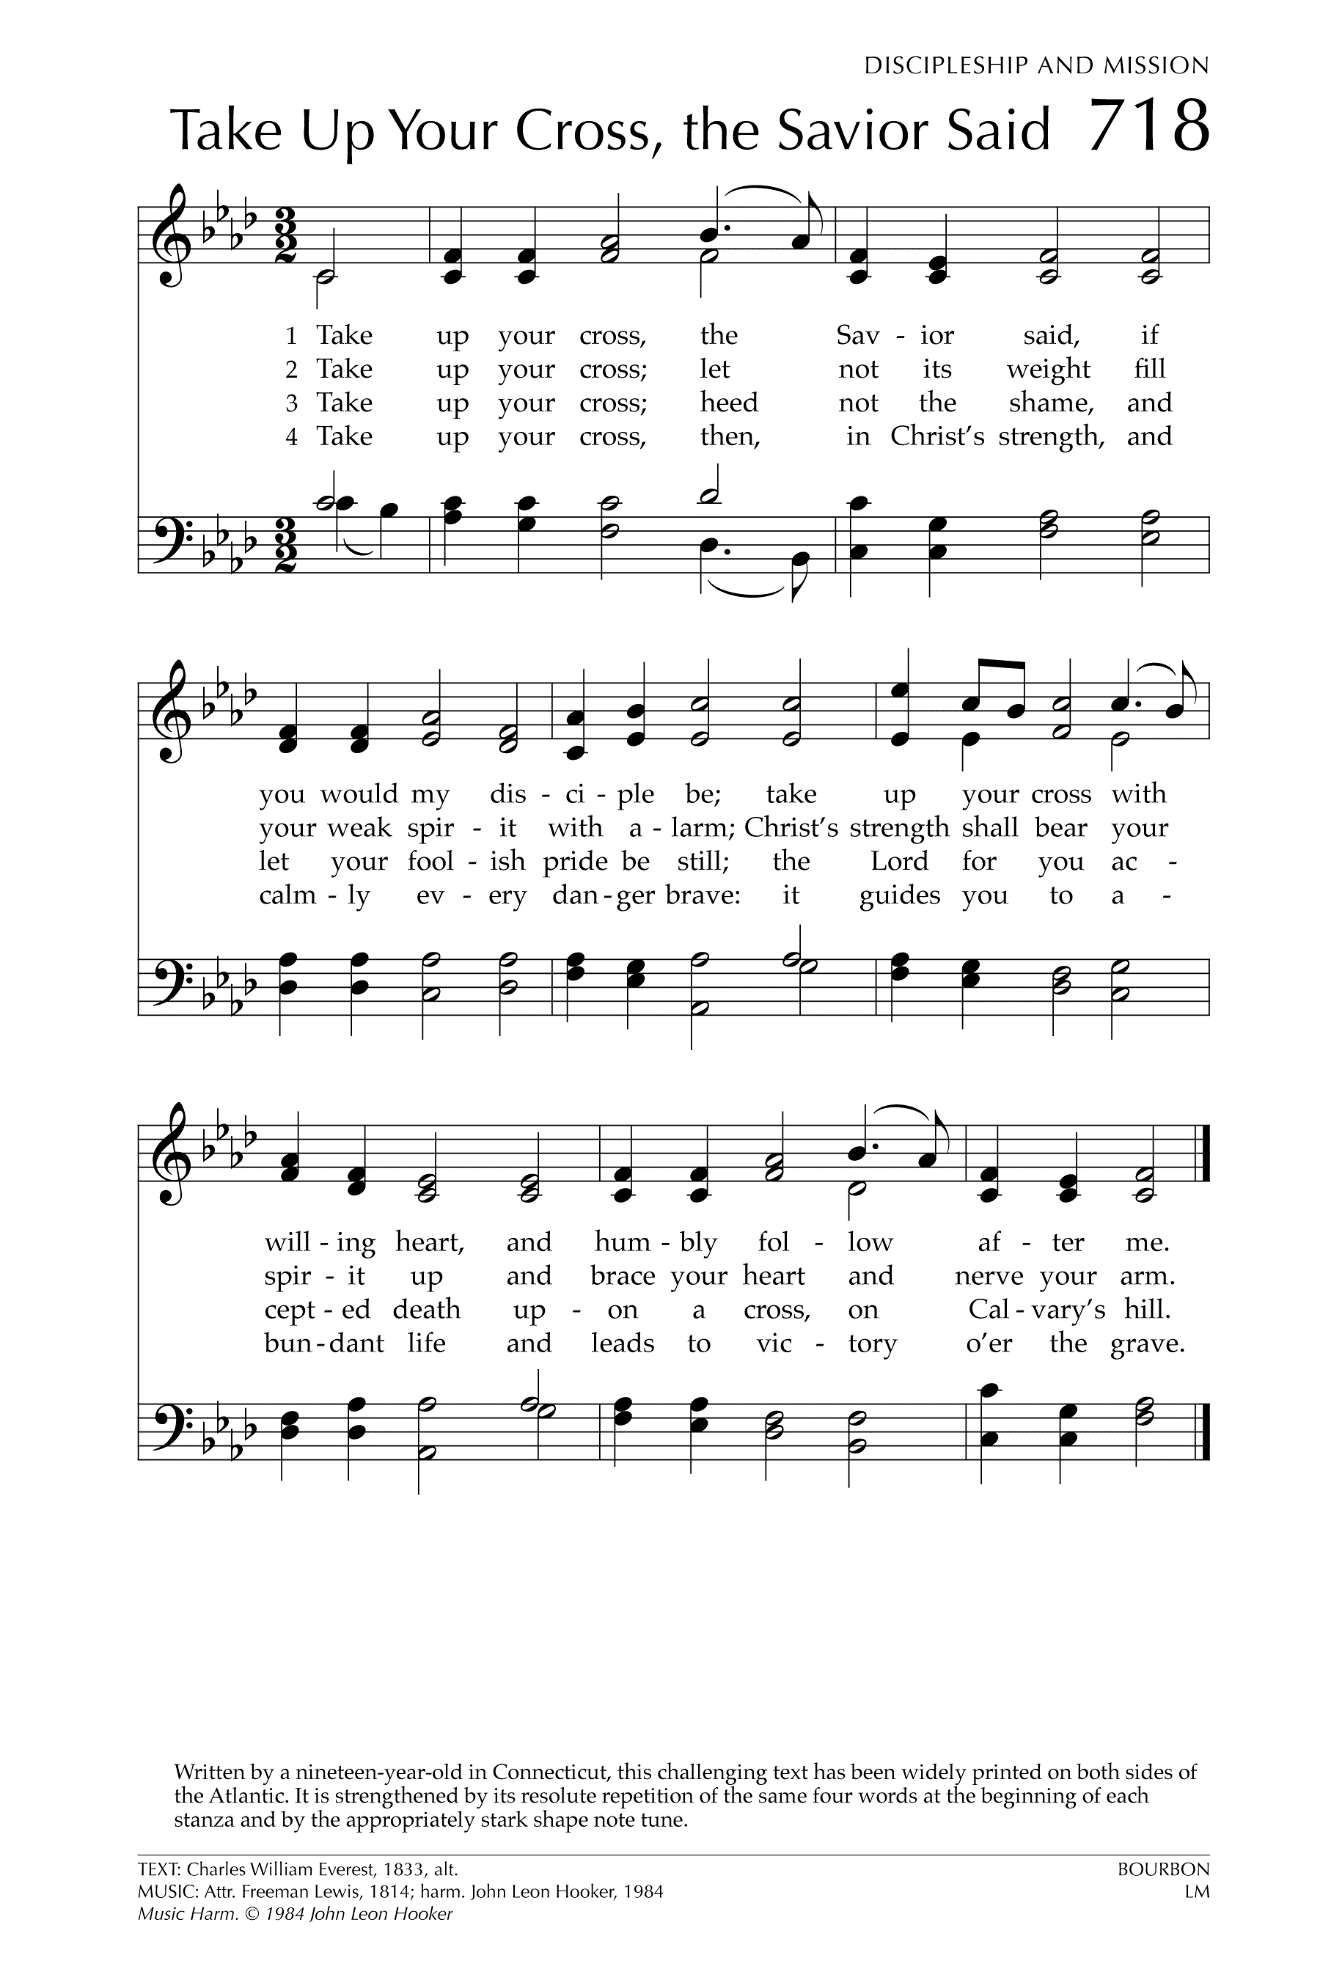 DISCIPLESHIP AND MISSION
Take Up Your Cross, the Savior Said 718
1 Take up your cross, the Sav - ior said, if
2 Take up your cross; let not its weight fill
3 Take up your cross; heed not the shame, and
4 Take up your cross, then, in Christ's strength, and
you would my dis - ci - ple be; take up your cross with
your weak spir - it with a - larm; Christ's strength shall bear your
let your fool - ish pride be still; the Lord for you ac -
calm - ly ev - ery dan - ger brave: it guides you to a -
will - ing heart, and hum - bly fol - low af - ter me.
spir - it up and brace your heart and nerve your arm.
cept - ed death up - on a cross, on Cal - vary's hill.
bun - dant life and leads to vic - tory o'er the grave.
Written by a nineteen-year-old in Connecticut, this challenging text has been widely printed on both sides of
the Atlantic. It is strengthened by its resolute repetition of the same four words at the beginning of each
stanza and by the appropriately stark shape note tune.
TEXT: Charles William Everest, 1833, alt. BOURBON
MUSIC: Attr. Freeman Lewis, 1814; harm. John Leon Hooker, 1984 LM
Music Harm. © 1984 John Leon Hooker